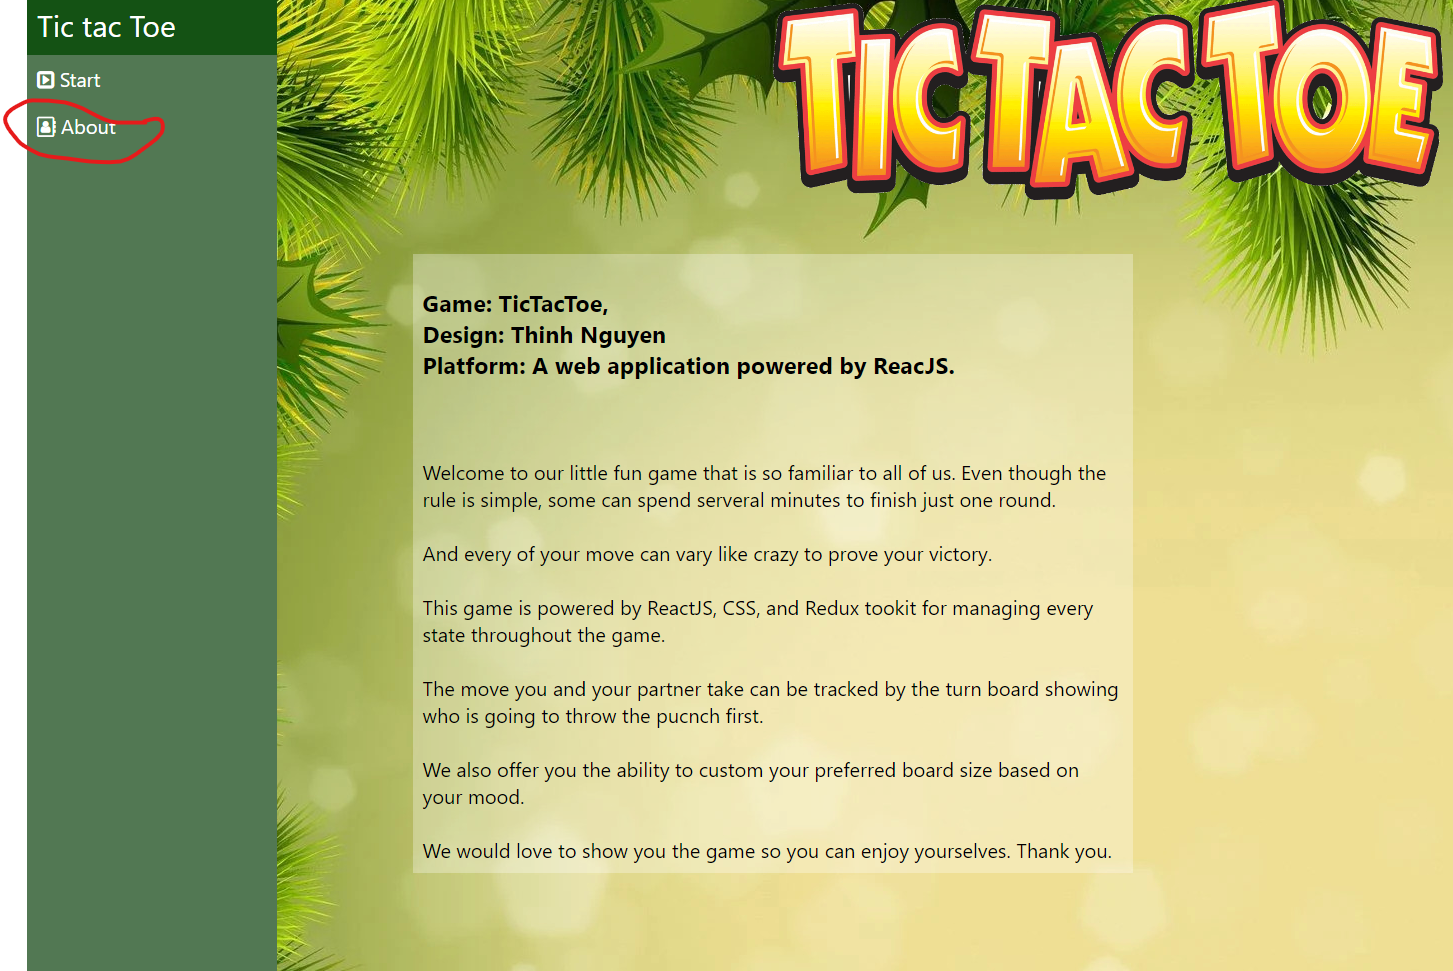 Tic tac Toe
Start
About
TIC TAC TOE
Game: TicTacToe,
Design: Thinh Nguyen
Platform: A web application powered by ReacJS.
Welcome to our little fun game that is so familiar to all of us. Even though the
rule is simple, some can spend serveral minutes to finish just one round.
And every of your move can vary like crazy to prove your victory.
This game is powered by ReactJS, CSS, and Redux tookit for managing every
state throughout the game.
The move you and your partner take can be tracked by the turn board showing
who is going to throw the pucnch first.
We also offer you the ability to custom your preferred board size based on
your mood.
We would love to show you the game so you can enjoy yourselves. Thank you.